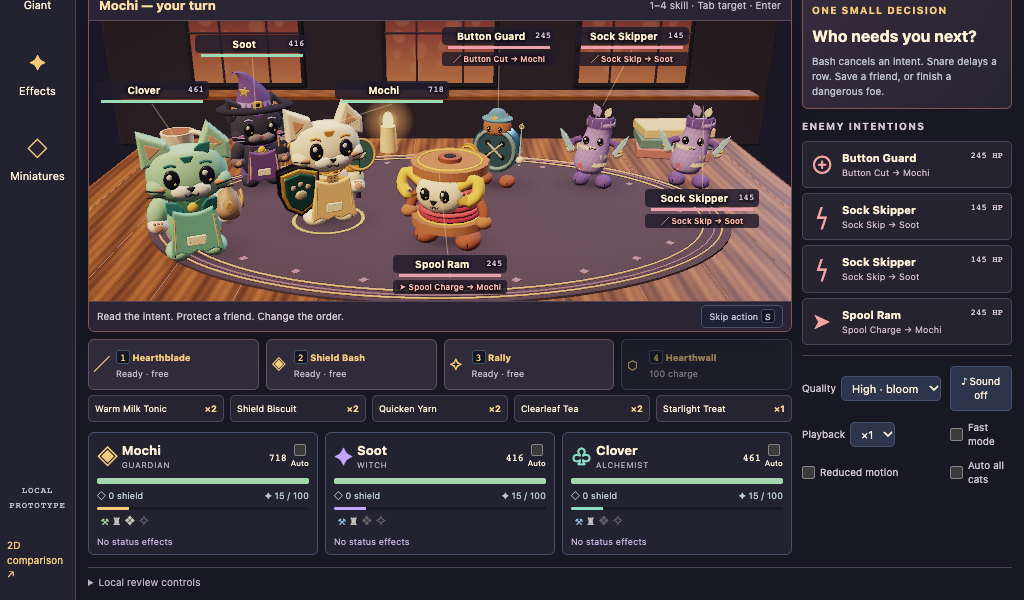 Giant
Effects
Miniatures
LOCAL
PROTOTYPE
2D
comparison
↗
Mochi — your turn
1–4 skill · Tab target · Enter
Soot 416
Button Guard 245
Button Cut → Mochi
Sock Skipper 145
Sock Skip → Soot
Clover 461
Mochi 718
Sock Skipper 145
Sock Skip → Soot
Spool Ram 245
➤ Spool Charge → Mochi
Read the intent. Protect a friend. Change the order.
Skip action S
1 Hearthblade
Ready · free
2 Shield Bash
Ready · free
3 Rally
Ready · free
4 Hearthwall
100 charge
Warm Milk Tonic ×2
Shield Biscuit ×2
Quicken Yarn ×2
Clearleaf Tea ×2
Starlight Treat ×1
Mochi
GUARDIAN
718
Auto
◇ 0 shield
✦ 15 / 100
No status effects
Soot
WITCH
416
Auto
◇ 0 shield
✦ 15 / 100
No status effects
Clover
ALCHEMIST
461
Auto
◇ 0 shield
✦ 15 / 100
No status effects
▶ Local review controls
ONE SMALL DECISION
Who needs you next?
Bash cancels an intent. Snare delays a
row. Save a friend, or finish a
dangerous foe.
ENEMY INTENTIONS
Button Guard 245 HP
Button Cut → Mochi
Sock Skipper 145 HP
Sock Skip → Soot
Sock Skipper 145 HP
Sock Skip → Soot
Spool Ram 245 HP
Spool Charge → Mochi
Quality High · bloom
♪ Sound
off
Playback ×1
Fast
mode
Reduced motion
Auto all
cats